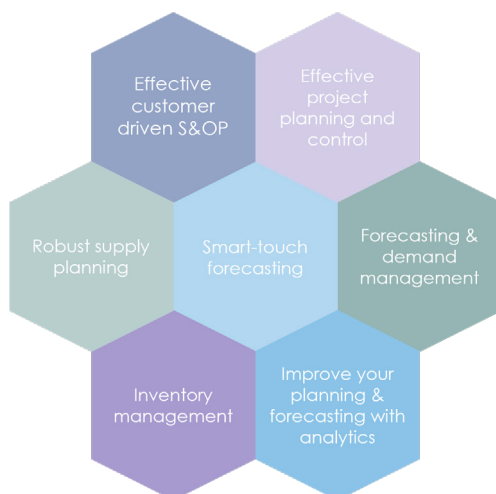 Effective
customer
driven S&OP
Effective
project
planning and
control
Robust supply
planning
Smart-touch
forecasting
Forecasting &
demand
management
Inventory
management
Improve your
planning &
forecasting with
analytics